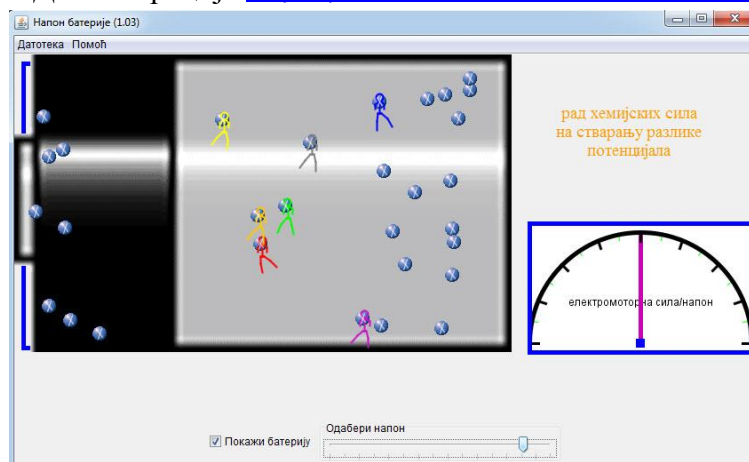 Напон батерије (1.03)
Датотека Помоћ
рад хемијских сила
на стварању разлике
потенцијала
електромоторна сила/напон
Одабери напон
Покажи батерију